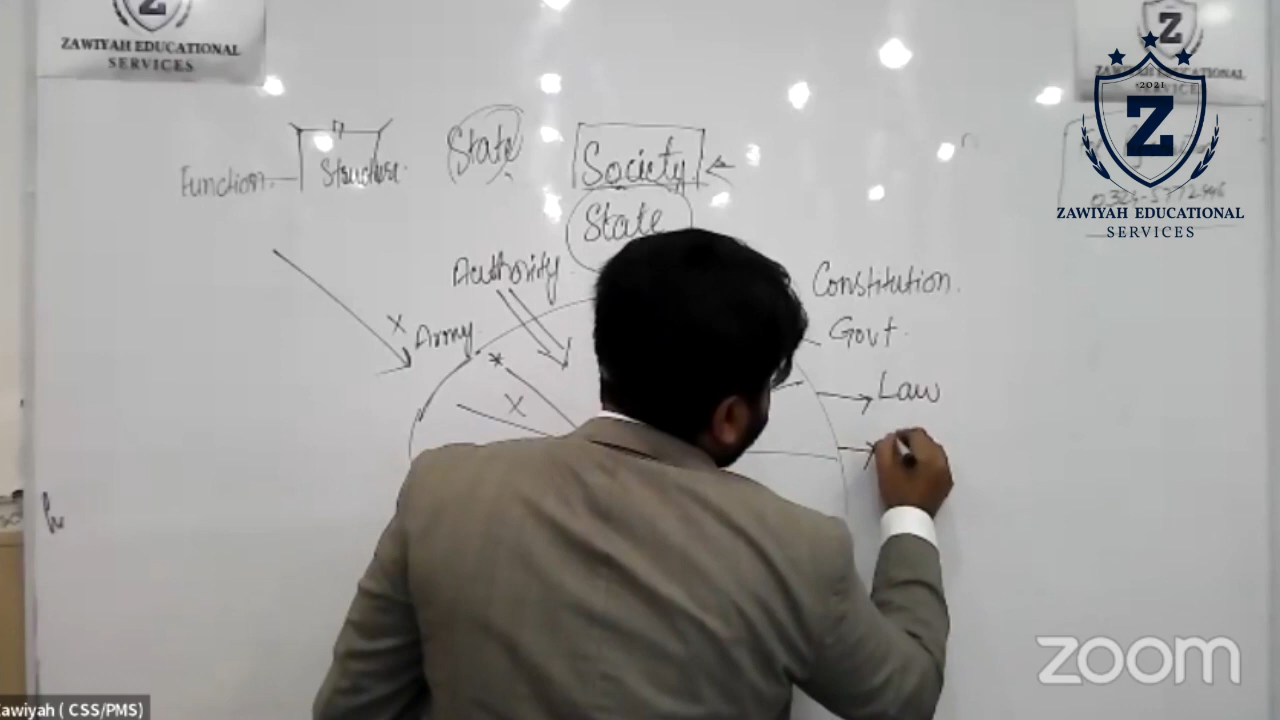 Z
ZAWIYAH EDUCATIONAL
SERVICES
Z
2021
Z
ZAWIYAH EDUCATIONAL
SERVICES
Function
Structure
State
Society
State
Authority
Constitution.
Army
Govt.
Law
zoom
awiyah ( CSS/PMS)